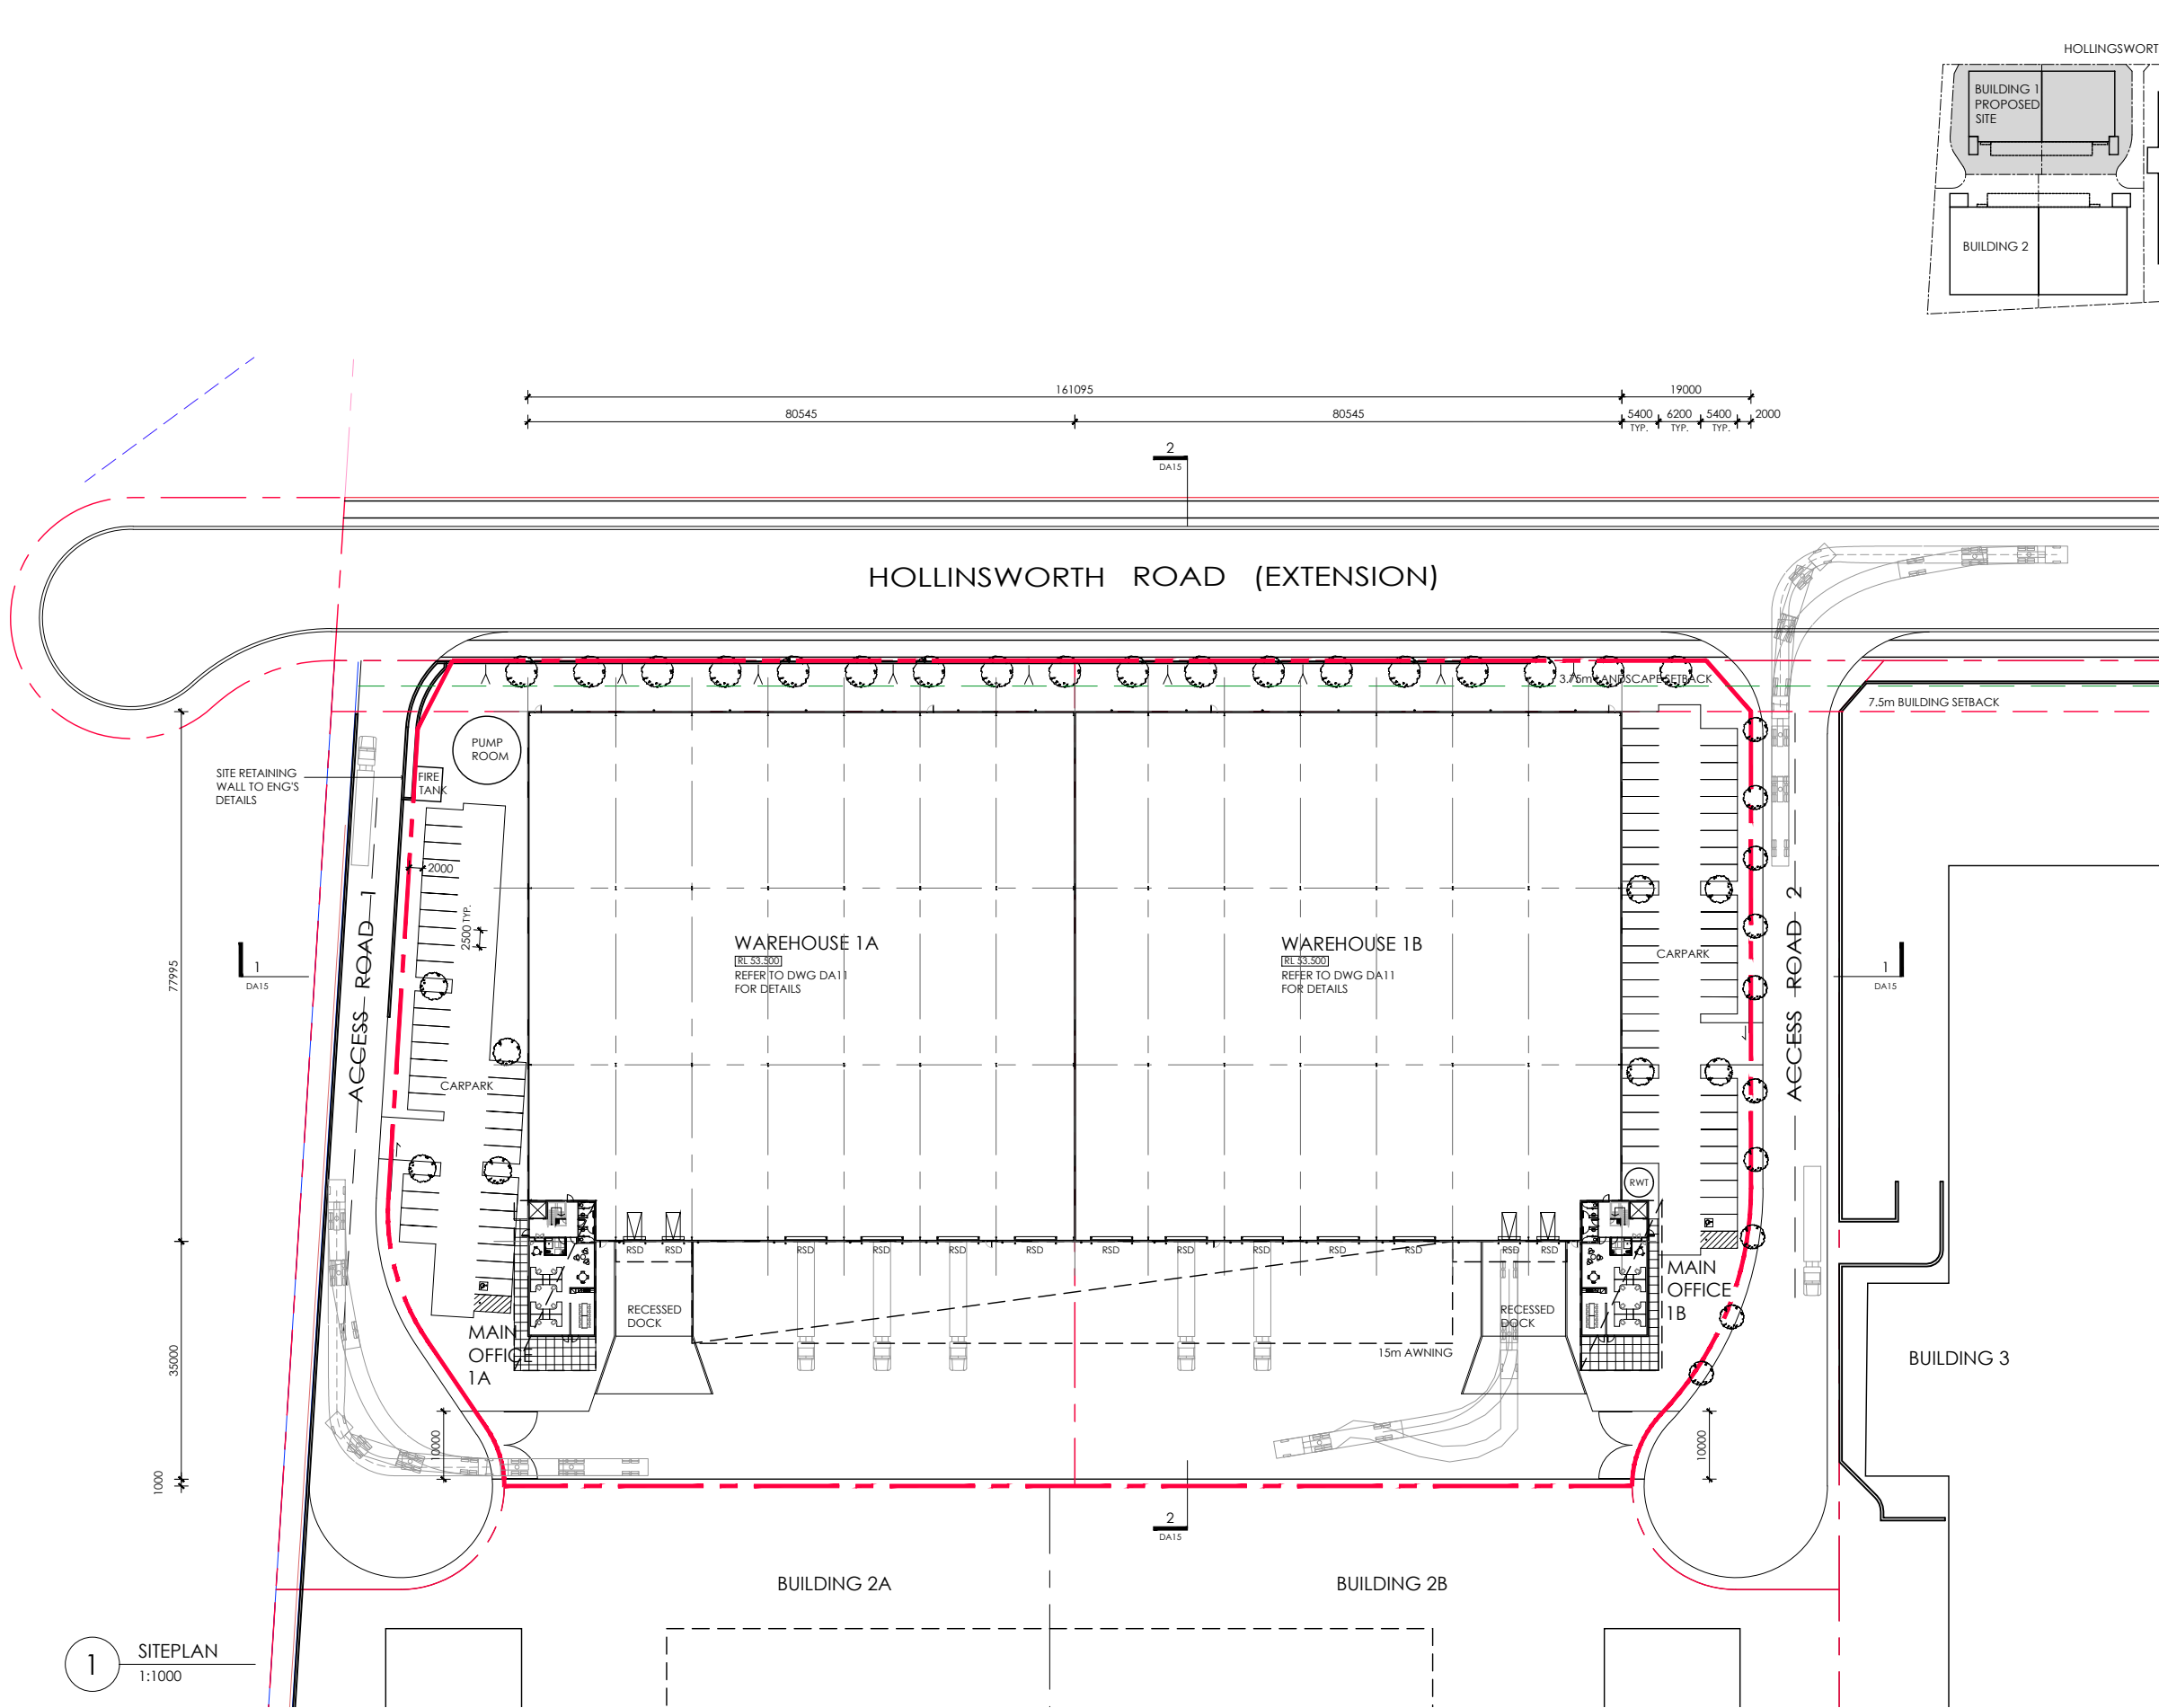 HOLLINGSWORT
BUILDING 1
PROPOSED
SITE
BUILDING 2
161095
19000
80545
80545
5400
6200
5400
2000
TYP.
TYP.
TYP.
2
DA15
HOLLINSWORTH ROAD (EXTENSION)
3.75m LANDSCAPE SETBACK
7.5m BUILDING SETBACK
PUMP
ROOM
SITE RETAINING
WALL TO ENG'S
DETAILS
FIRE
TANK
2000
2500 TYP.
ACCESS ROAD 1
ACCESS ROAD 2
WAREHOUSE 1A
RL 53.500
REFER TO DWG DA11
FOR DETAILS
WAREHOUSE 1B
RL 53.500
REFER TO DWG DA11
FOR DETAILS
CARPARK
1
DA15
1
DA15
77995
CARPARK
RWT
RSD
RSD
RSD
RSD
RSD
RSD
RSD
RSD
RSD
RSD
RSD
RSD
RSD
MAIN
OFFICE
1B
RECESSED
DOCK
RECESSED
DOCK
MAIN
OFFICE
1A
15m AWNING
BUILDING 3
35000
10000
10000
1000
2
DA15
BUILDING 2A
BUILDING 2B
1
SITEPLAN
1:1000